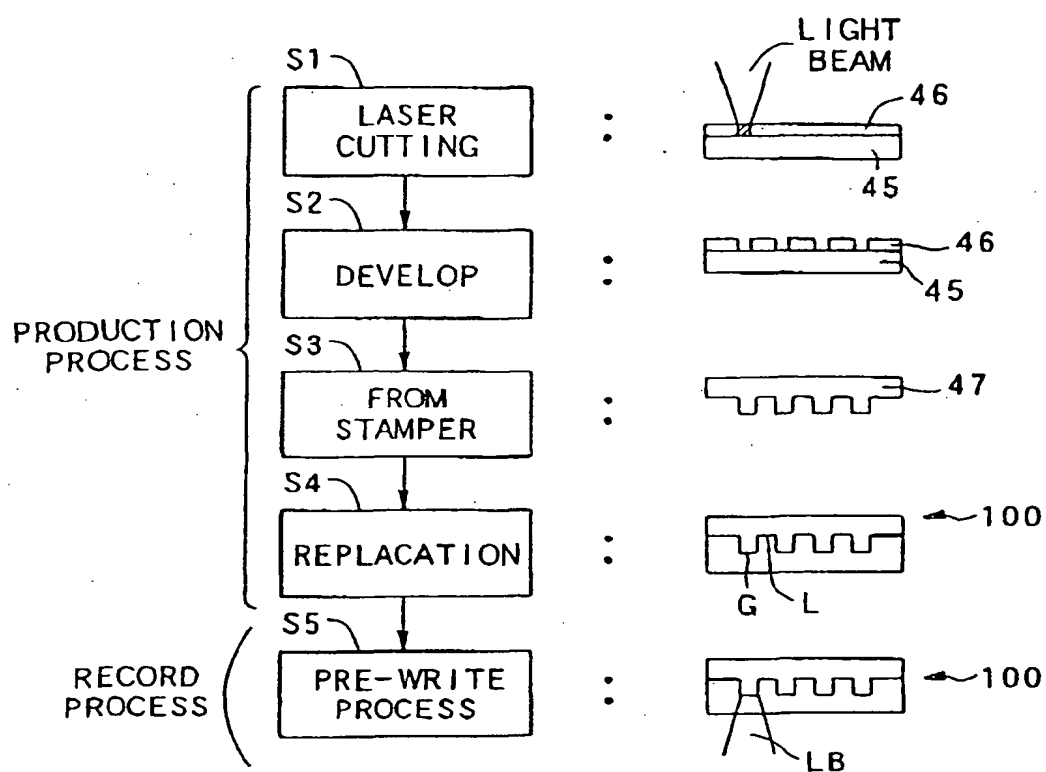 LIGHT
BEAM
S1
LASER
CUTTING
:
46
45
S2
DEVELOP
:
46
45
PRODUCTION
PROCESS
S3
FROM
STAMPER
:
47
S4
REPLACATION
:
100
G
L
RECORD
PROCESS
S5
PRE-WRITE
PROCESS
:
100
LB